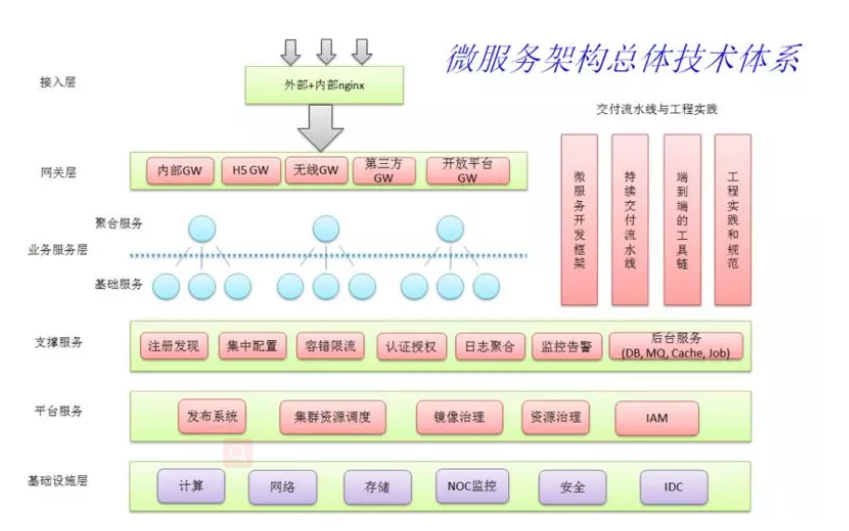 微服务架构总体技术体系
接入层
外部+内部nginx
交付流水线与工程实践
网关层
内部GW
H5 GW
无线GW
第三方
GW
开放平台
GW
微服务开发框架
持续交付流水线
端到端的工具链
工程实践和规范
聚合服务
业务服务层
基础服务
支撑服务
注册发现
集中配置
容错限流
认证授权
日志聚合
监控告警
后台服务
(DB, MQ, Cache, Job)
平台服务
发布系统
集群资源调度
镜像治理
资源治理
IAM
基础设施层
计算
网络
存储
NOC监控
安全
IDC